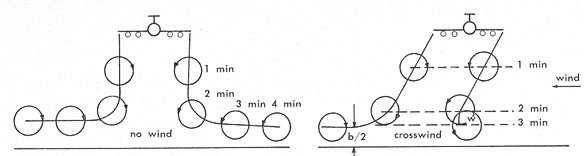 1 min
2 min
3 min 4 min
no wind
1 min
wind
2 min
w
3 min
b/2
crosswind